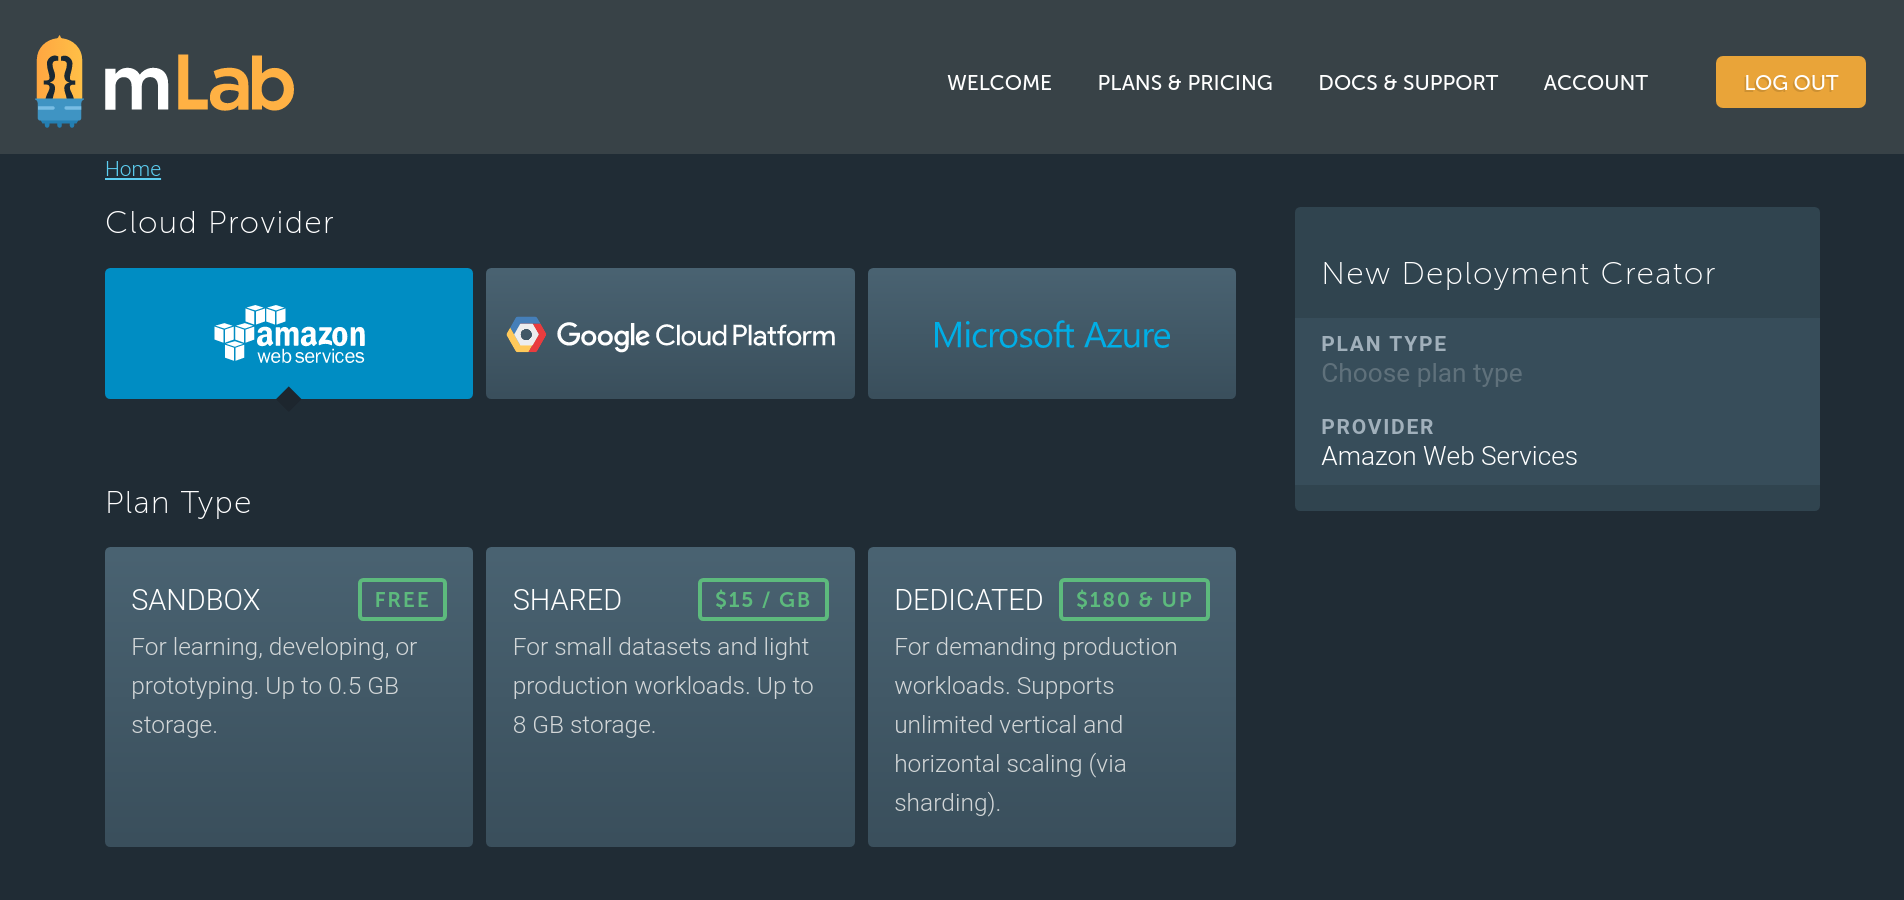 mLab
WELCOME
PLANS & PRICING
DOCS & SUPPORT
ACCOUNT
LOG OUT
Home
Cloud Provider
amazon
web services
Google Cloud Platform
Microsoft Azure
Plan Type
SANDBOX
FREE
For learning, developing, or
prototyping. Up to 0.5 GB
storage.
SHARED
$15 / GB
For small datasets and light
production workloads. Up to
8 GB storage.
DEDICATED
$180 & UP
For demanding production
workloads. Supports
unlimited vertical and
horizontal scaling (via
sharding).
New Deployment Creator
PLAN TYPE
Choose plan type
PROVIDER
Amazon Web Services